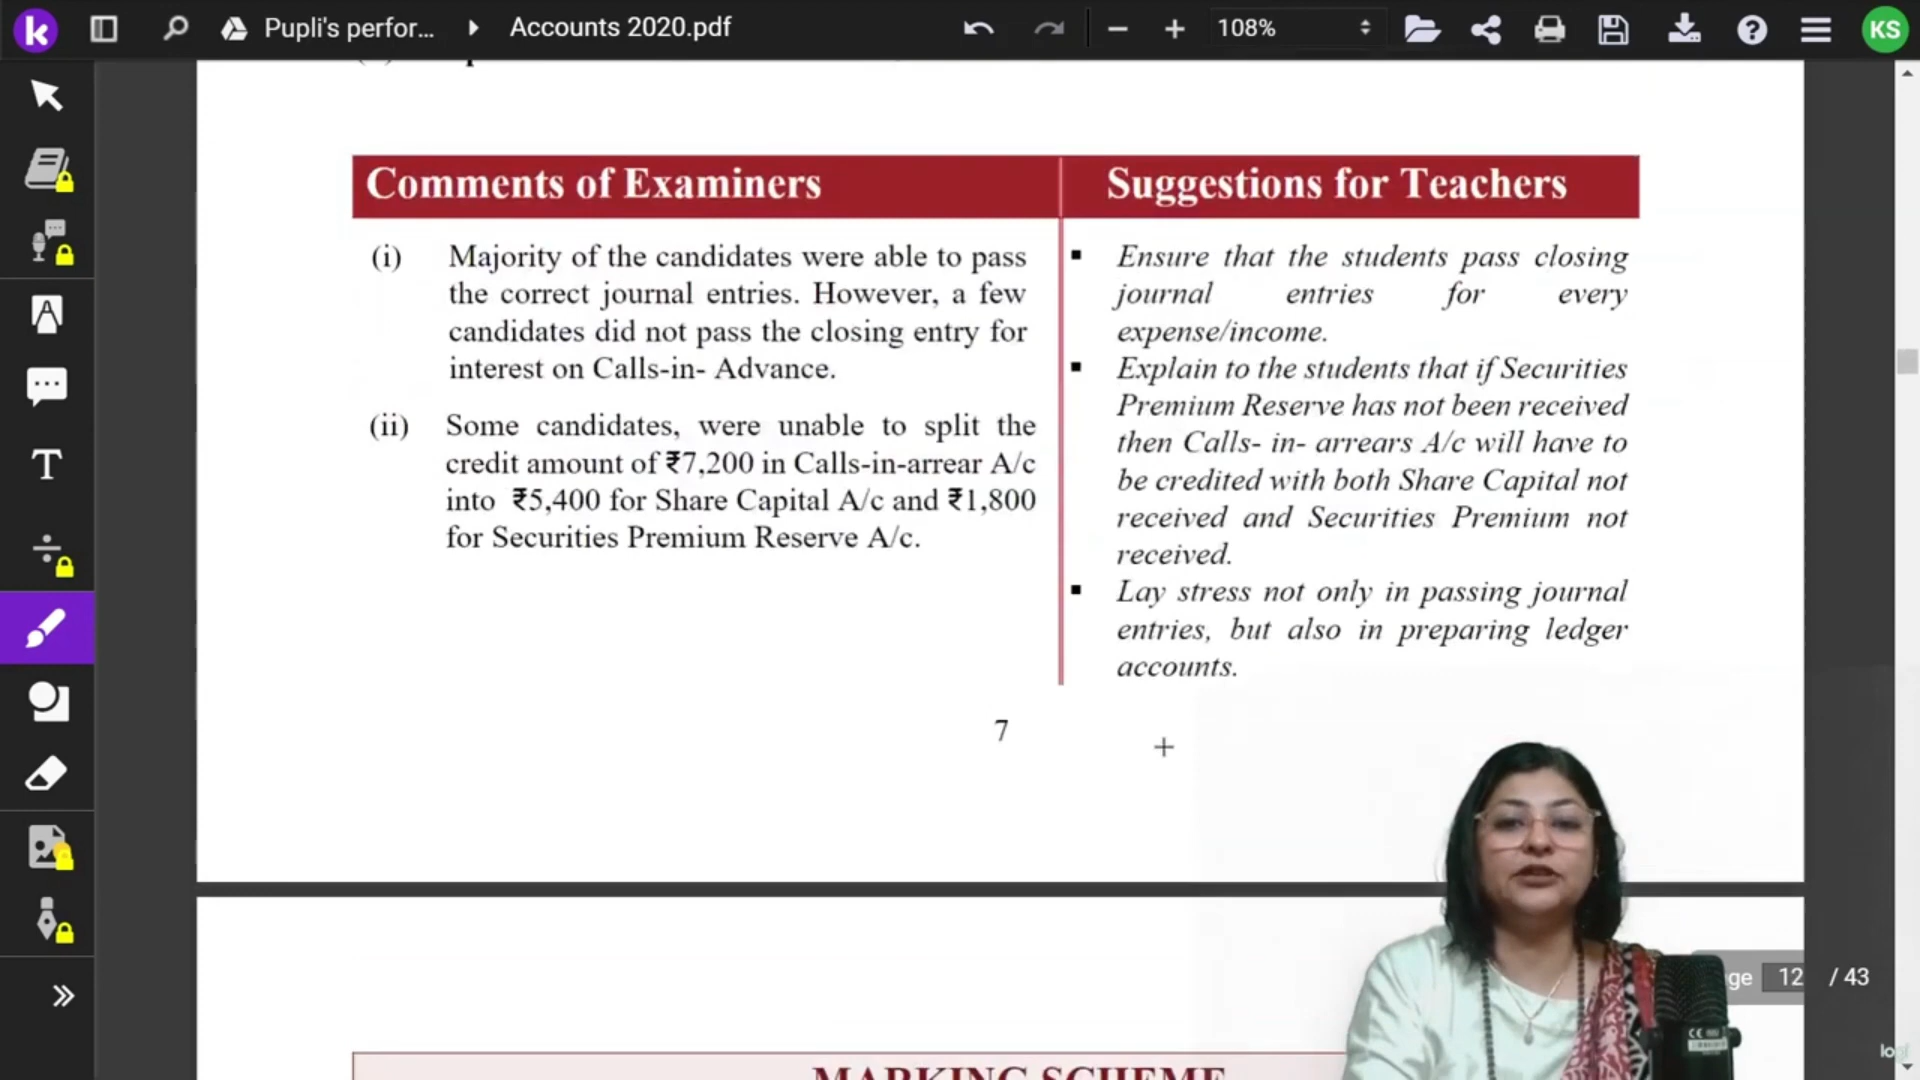 k
Pupli's perfor...
Accounts 2020.pdf
108%
KS
Comments of Examiners
Suggestions for Teachers
(i) Majority of the candidates were able to pass
the correct journal entries. However, a few
candidates did not pass the closing entry for
interest on Calls-in- Advance.
(ii) Some candidates, were unable to split the
credit amount of ₹7,200 in Calls-in-arrear A/c
into ₹5,400 for Share Capital A/c and ₹1,800
for Securities Premium Reserve A/c.
▪ Ensure that the students pass closing
journal entries for every
expense/income.
▪ Explain to the students that if Securities
Premium Reserve has not been received
then Calls- in- arrears A/c will have to
be credited with both Share Capital not
received and Securities Premium not
received.
▪ Lay stress not only in passing journal
entries, but also in preparing ledger
accounts.
7
ge 12 / 43
MARKING SCHEME